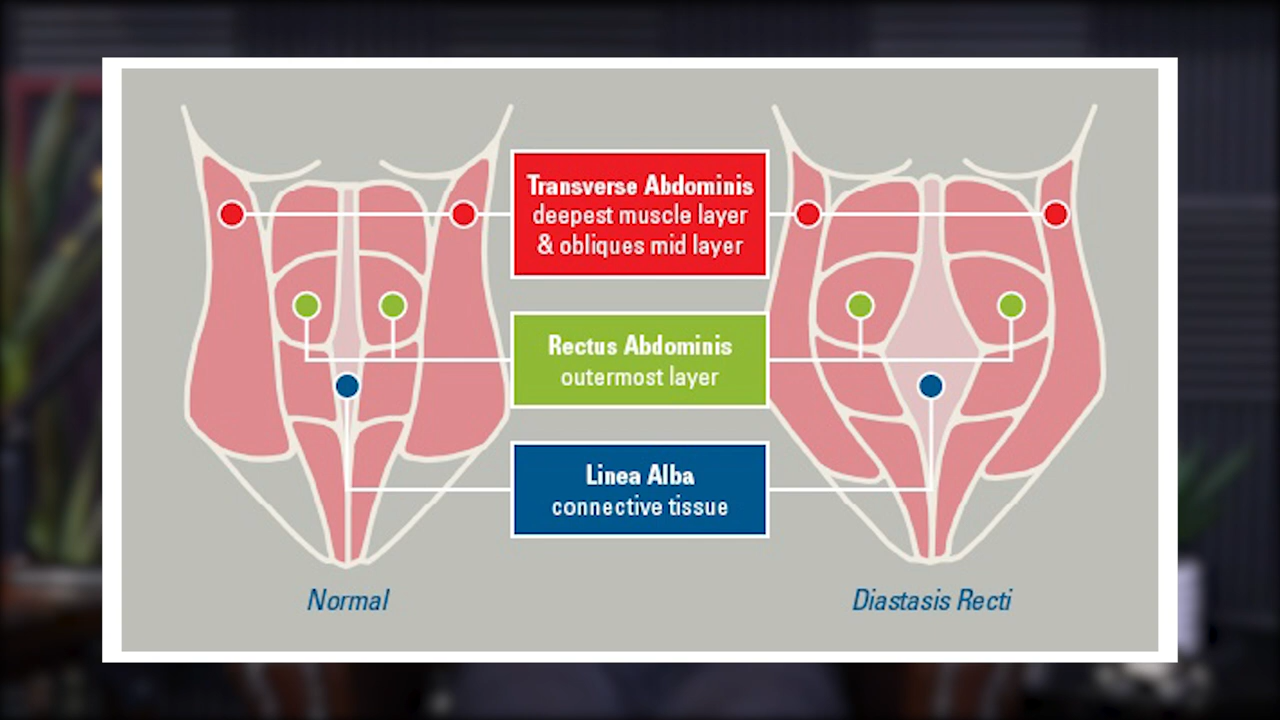 Transverse Abdominis
deepest muscle layer
& obliques mid layer
Rectus Abdominis
outermost layer
Linea Alba
connective tissue
Normal
Diastasis Recti